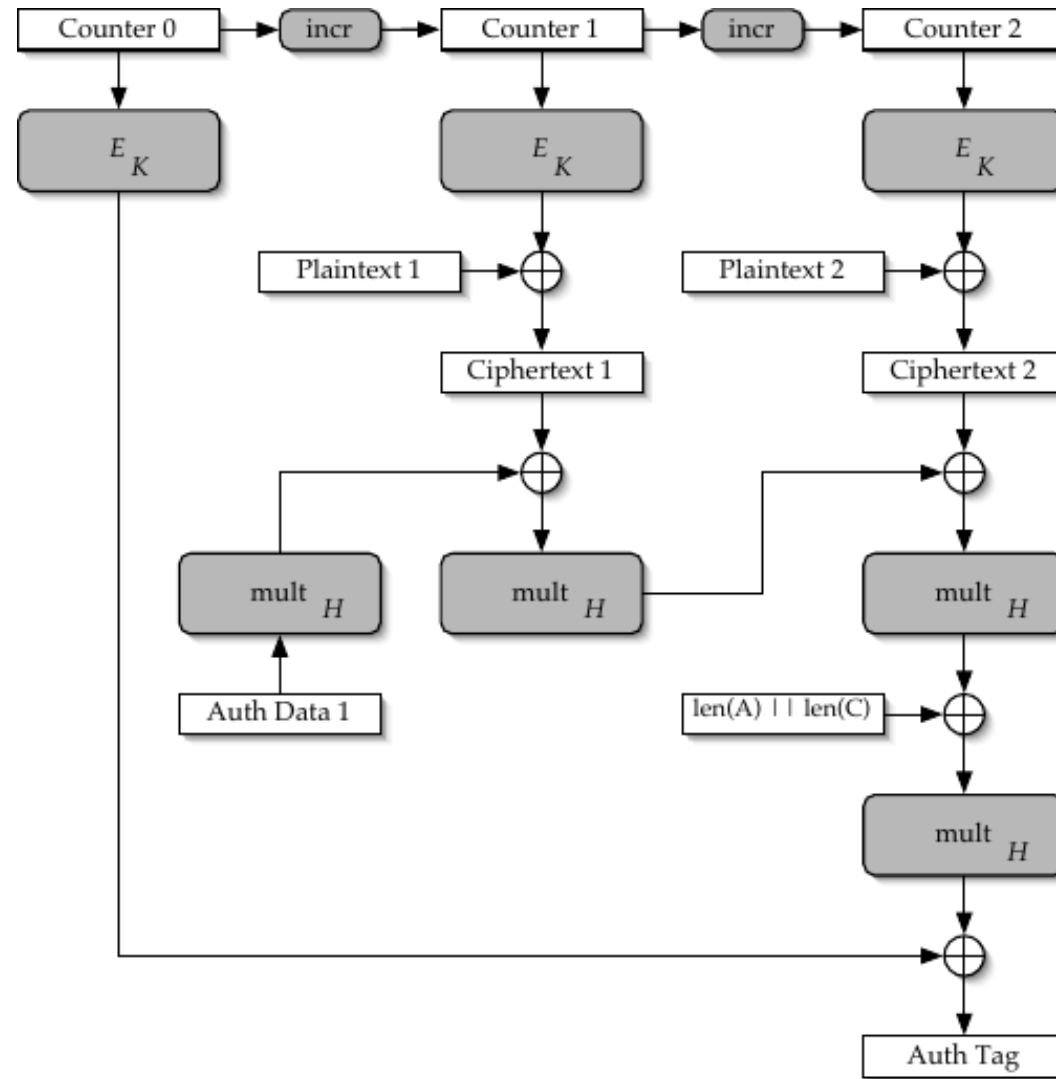 Counter 0
incr
Counter 1
incr
Counter 2
E K
E K
E K
Plaintext 1
Plaintext 2
Ciphertext 1
Ciphertext 2
mult H
mult H
mult H
Auth Data 1
len(A) || len(C)
mult H
Auth Tag